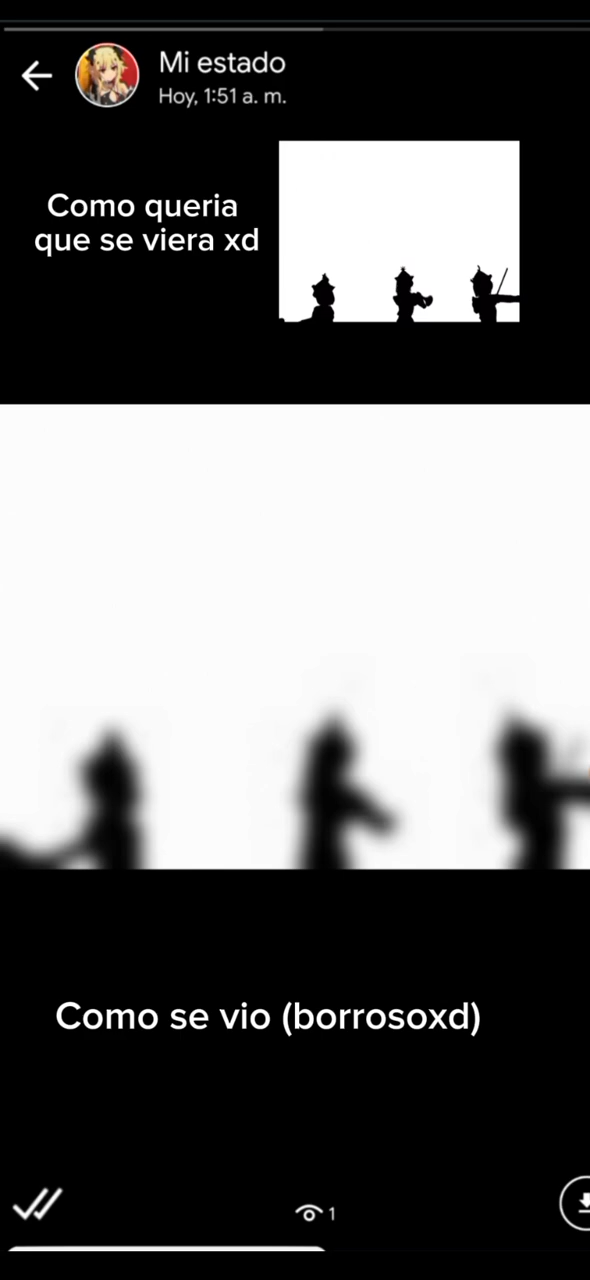 Mi estado
Hoy, 1:51 a. m.
Como queria
que se viera xd
Como se vio (borrosoxd)
1